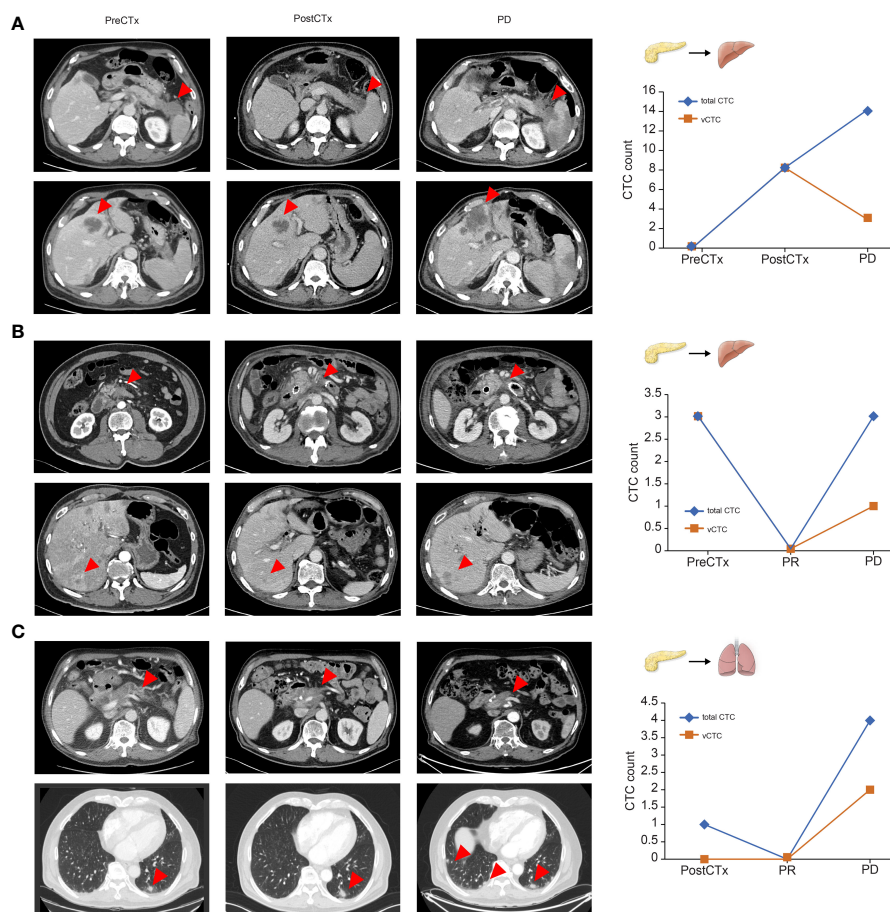 PreCTx
PostCTx
PD
A
CTC count
16
14
12
10
8
6
4
2
0
total CTC
vCTC
PreCTx
PostCTx
PD
B
CTC count
3.5
3
2.5
2
1.5
1
0.5
0
total CTC
vCTC
PreCTx
PR
PD
C
CTC count
4.5
4
3.5
3
2.5
2
1.5
1
0.5
0
total CTC
vCTC
PostCTx
PR
PD